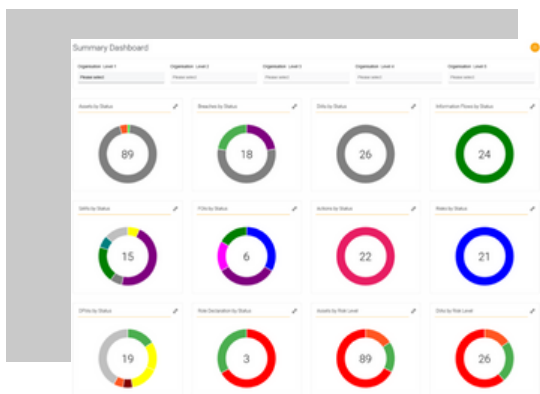 Summary Dashboard
Organisation - Level 1 Organisation - Level 2 Organisation - Level 3 Organisation - Level 4 Organisation - Level 5
Please select Please select Please select Please select Please select
Assets by Status Breaches by Status DIAs by Status Information Flows by Status
89 18 26 24
SARs by Status FOIs by Status Actions by Status Risks by Status
15 6 22 21
DPIAs by Status Role Declaration by Status Assets by Risk Level DIAs by Risk Level
19 3 89 26